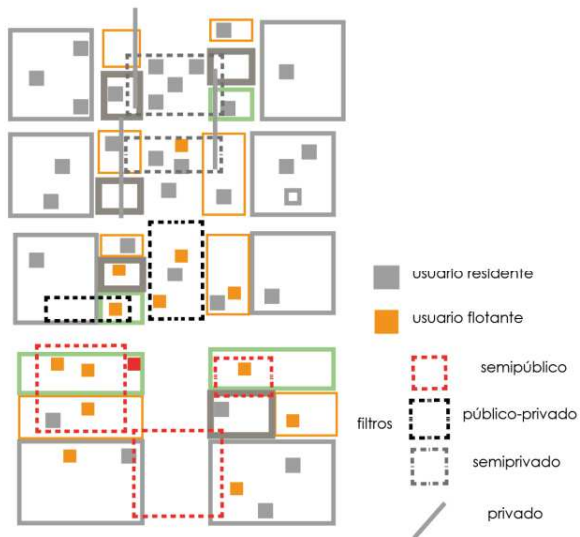 usuario residente
usuario flotante
semipúblico
público-privado
filtros
semiprivado
privado